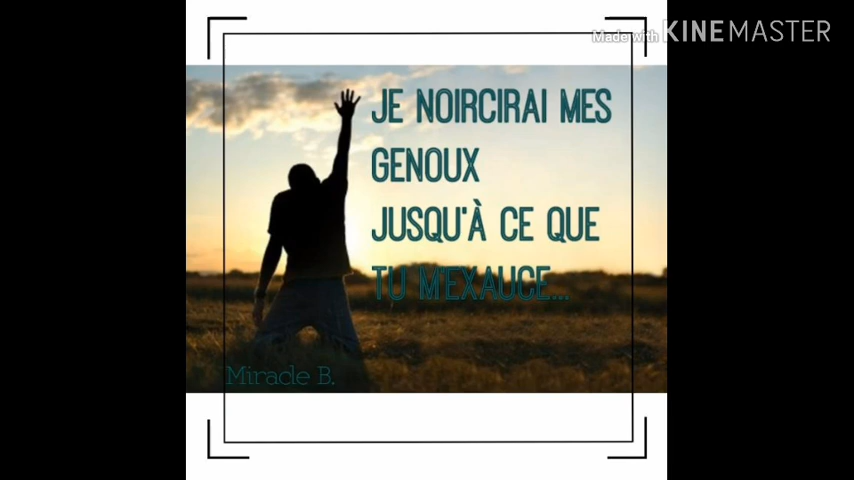 Made with KINEMASTER
JE NOIRCIRAI MES
GENOUX
JUSQU'À CE QUE
TU M'EXAUCE...
Miracle B.